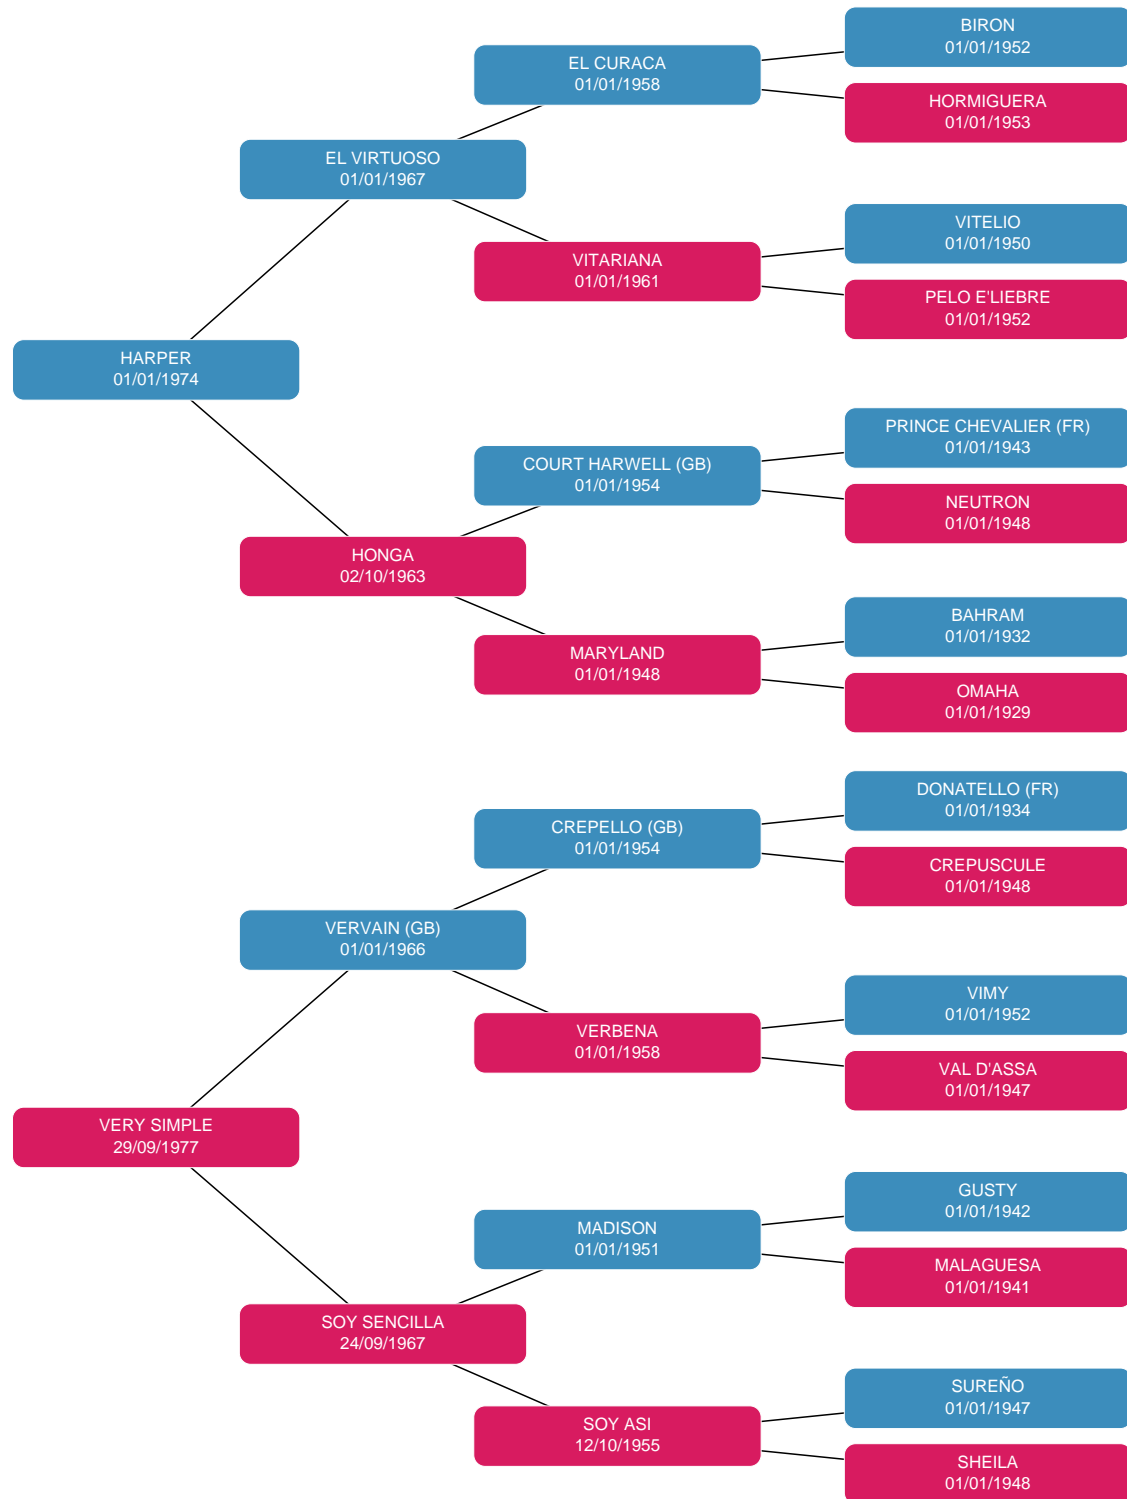 BIRON
01/01/1952
EL CURACA
01/01/1958
HORMIGUERA
01/01/1953
EL VIRTUOSO
01/01/1967
VITELIO
01/01/1950
VITARIANA
01/01/1961
PELO E'LIEBRE
01/01/1952
HARPER
01/01/1974
PRINCE CHEVALIER (FR)
01/01/1943
COURT HARWELL (GB)
01/01/1954
NEUTRON
01/01/1948
HONGA
02/10/1963
BAHRAM
01/01/1932
MARYLAND
01/01/1948
OMAHA
01/01/1929
DONATELLO (FR)
01/01/1934
CREPELLO (GB)
01/01/1954
CREPUSCULE
01/01/1948
VERVAIN (GB)
01/01/1966
VIMY
01/01/1952
VERBENA
01/01/1958
VAL D'ASSA
01/01/1947
VERY SIMPLE
29/09/1977
GUSTY
01/01/1942
MADISON
01/01/1951
MALAGUESA
01/01/1941
SOY SENCILLA
24/09/1967
SUREÑO
01/01/1947
SOY ASI
12/10/1955
SHEILA
01/01/1948